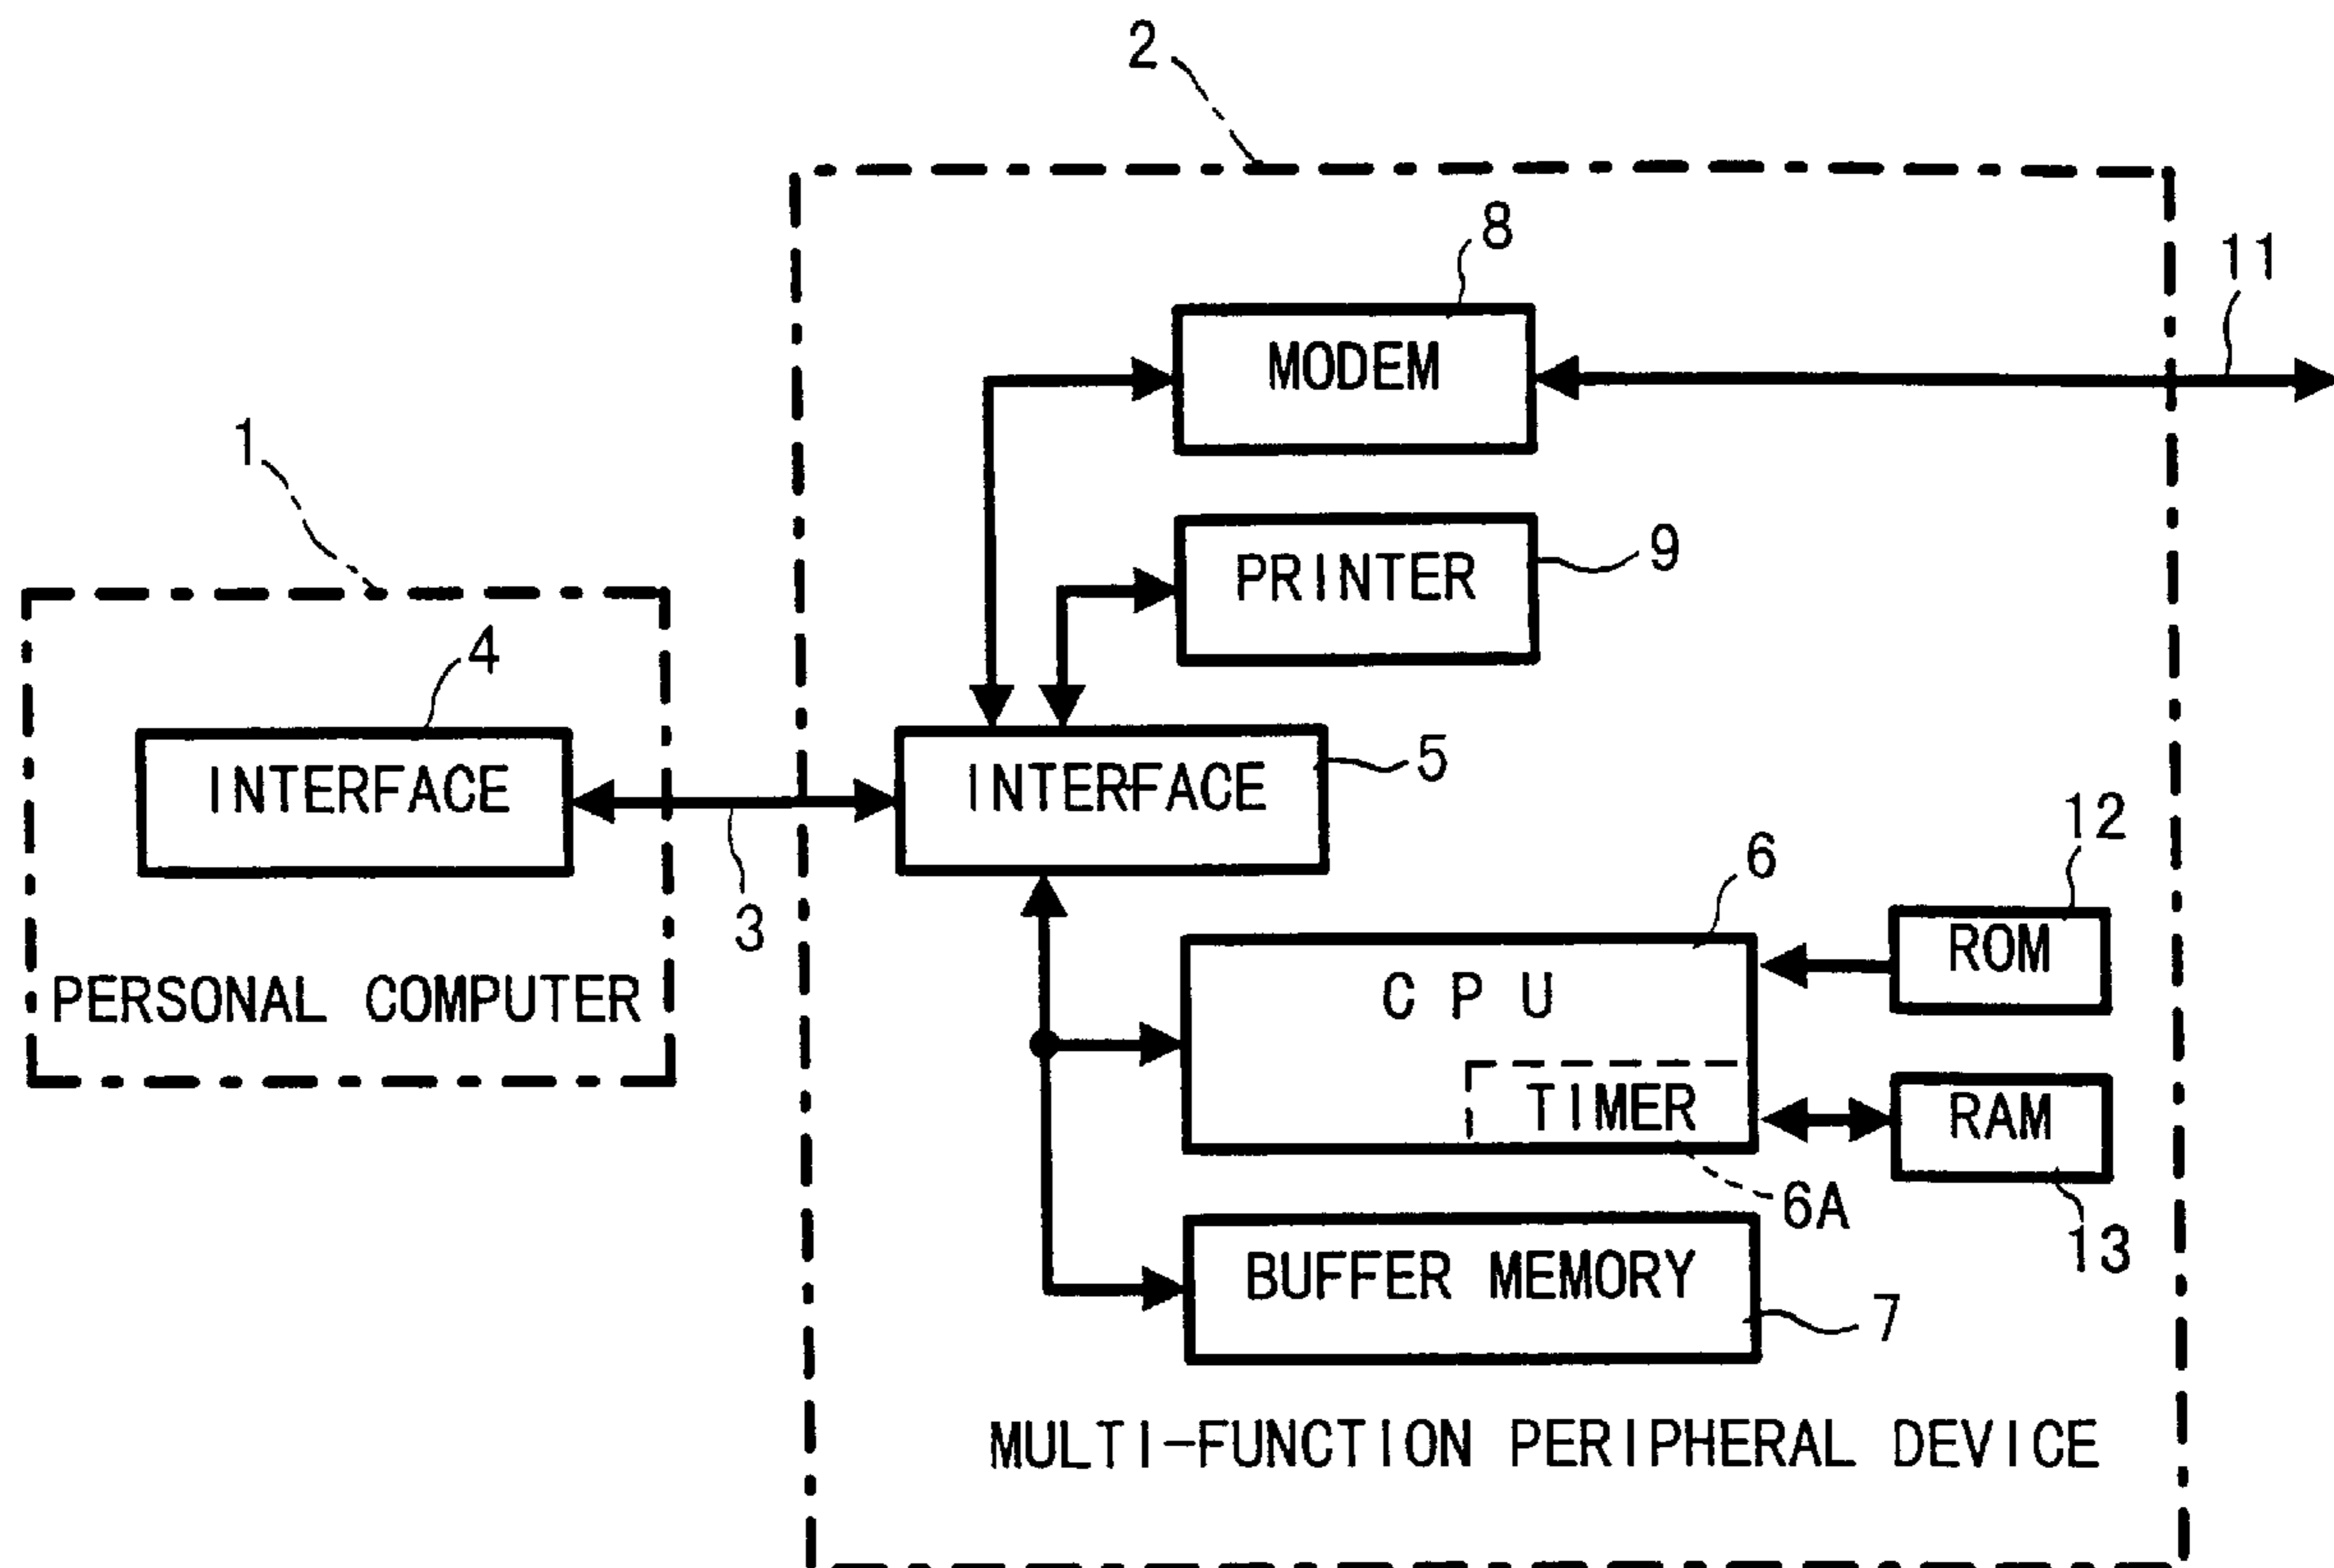 2
8
11
MODEM
1
9
PRINTER
4
INTERFACE
5
INTERFACE
3
12
6
ROM
C P U
PERSONAL COMPUTER
TIMER
RAM
6A
13
BUFFER MEMORY
7
MULTI-FUNCTION PERIPHERAL DEVICE